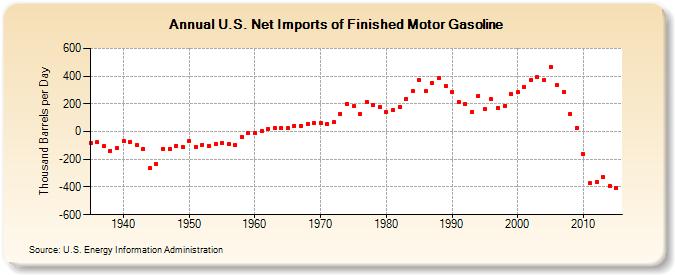 Annual U.S. Net Imports of Finished Motor Gasoline
Thousand Barrels per Day
600
400
200
0
-200
-400
-600
1940 1950 1960 1970 1980 1990 2000 2010
Source: U.S. Energy Information Administration